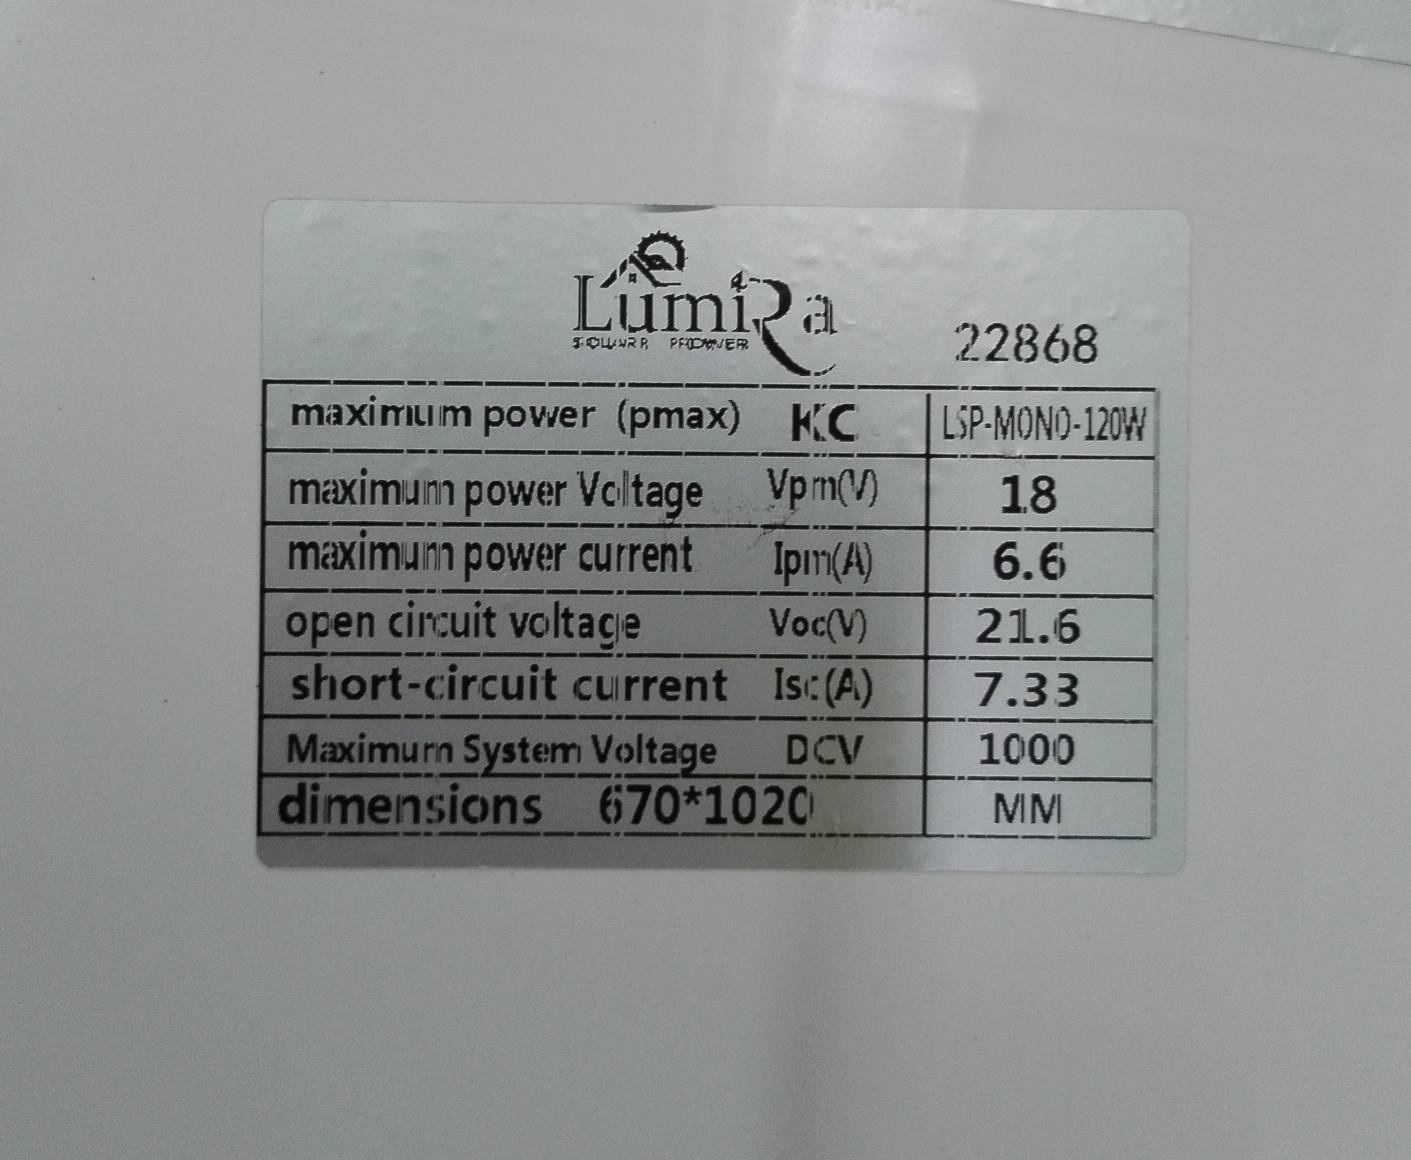 LumiRa
22868
maximum power (pmax) KC LSP-MONO-120W
maximum power Voltage Vpm(V) 18
maximum power current Ipm(A) 6.6
open circuit voltage Voc(V) 21.6
short-circuit current Isc(A) 7.33
Maximum System Voltage DCV 1000
dimensions 670*1020 MM